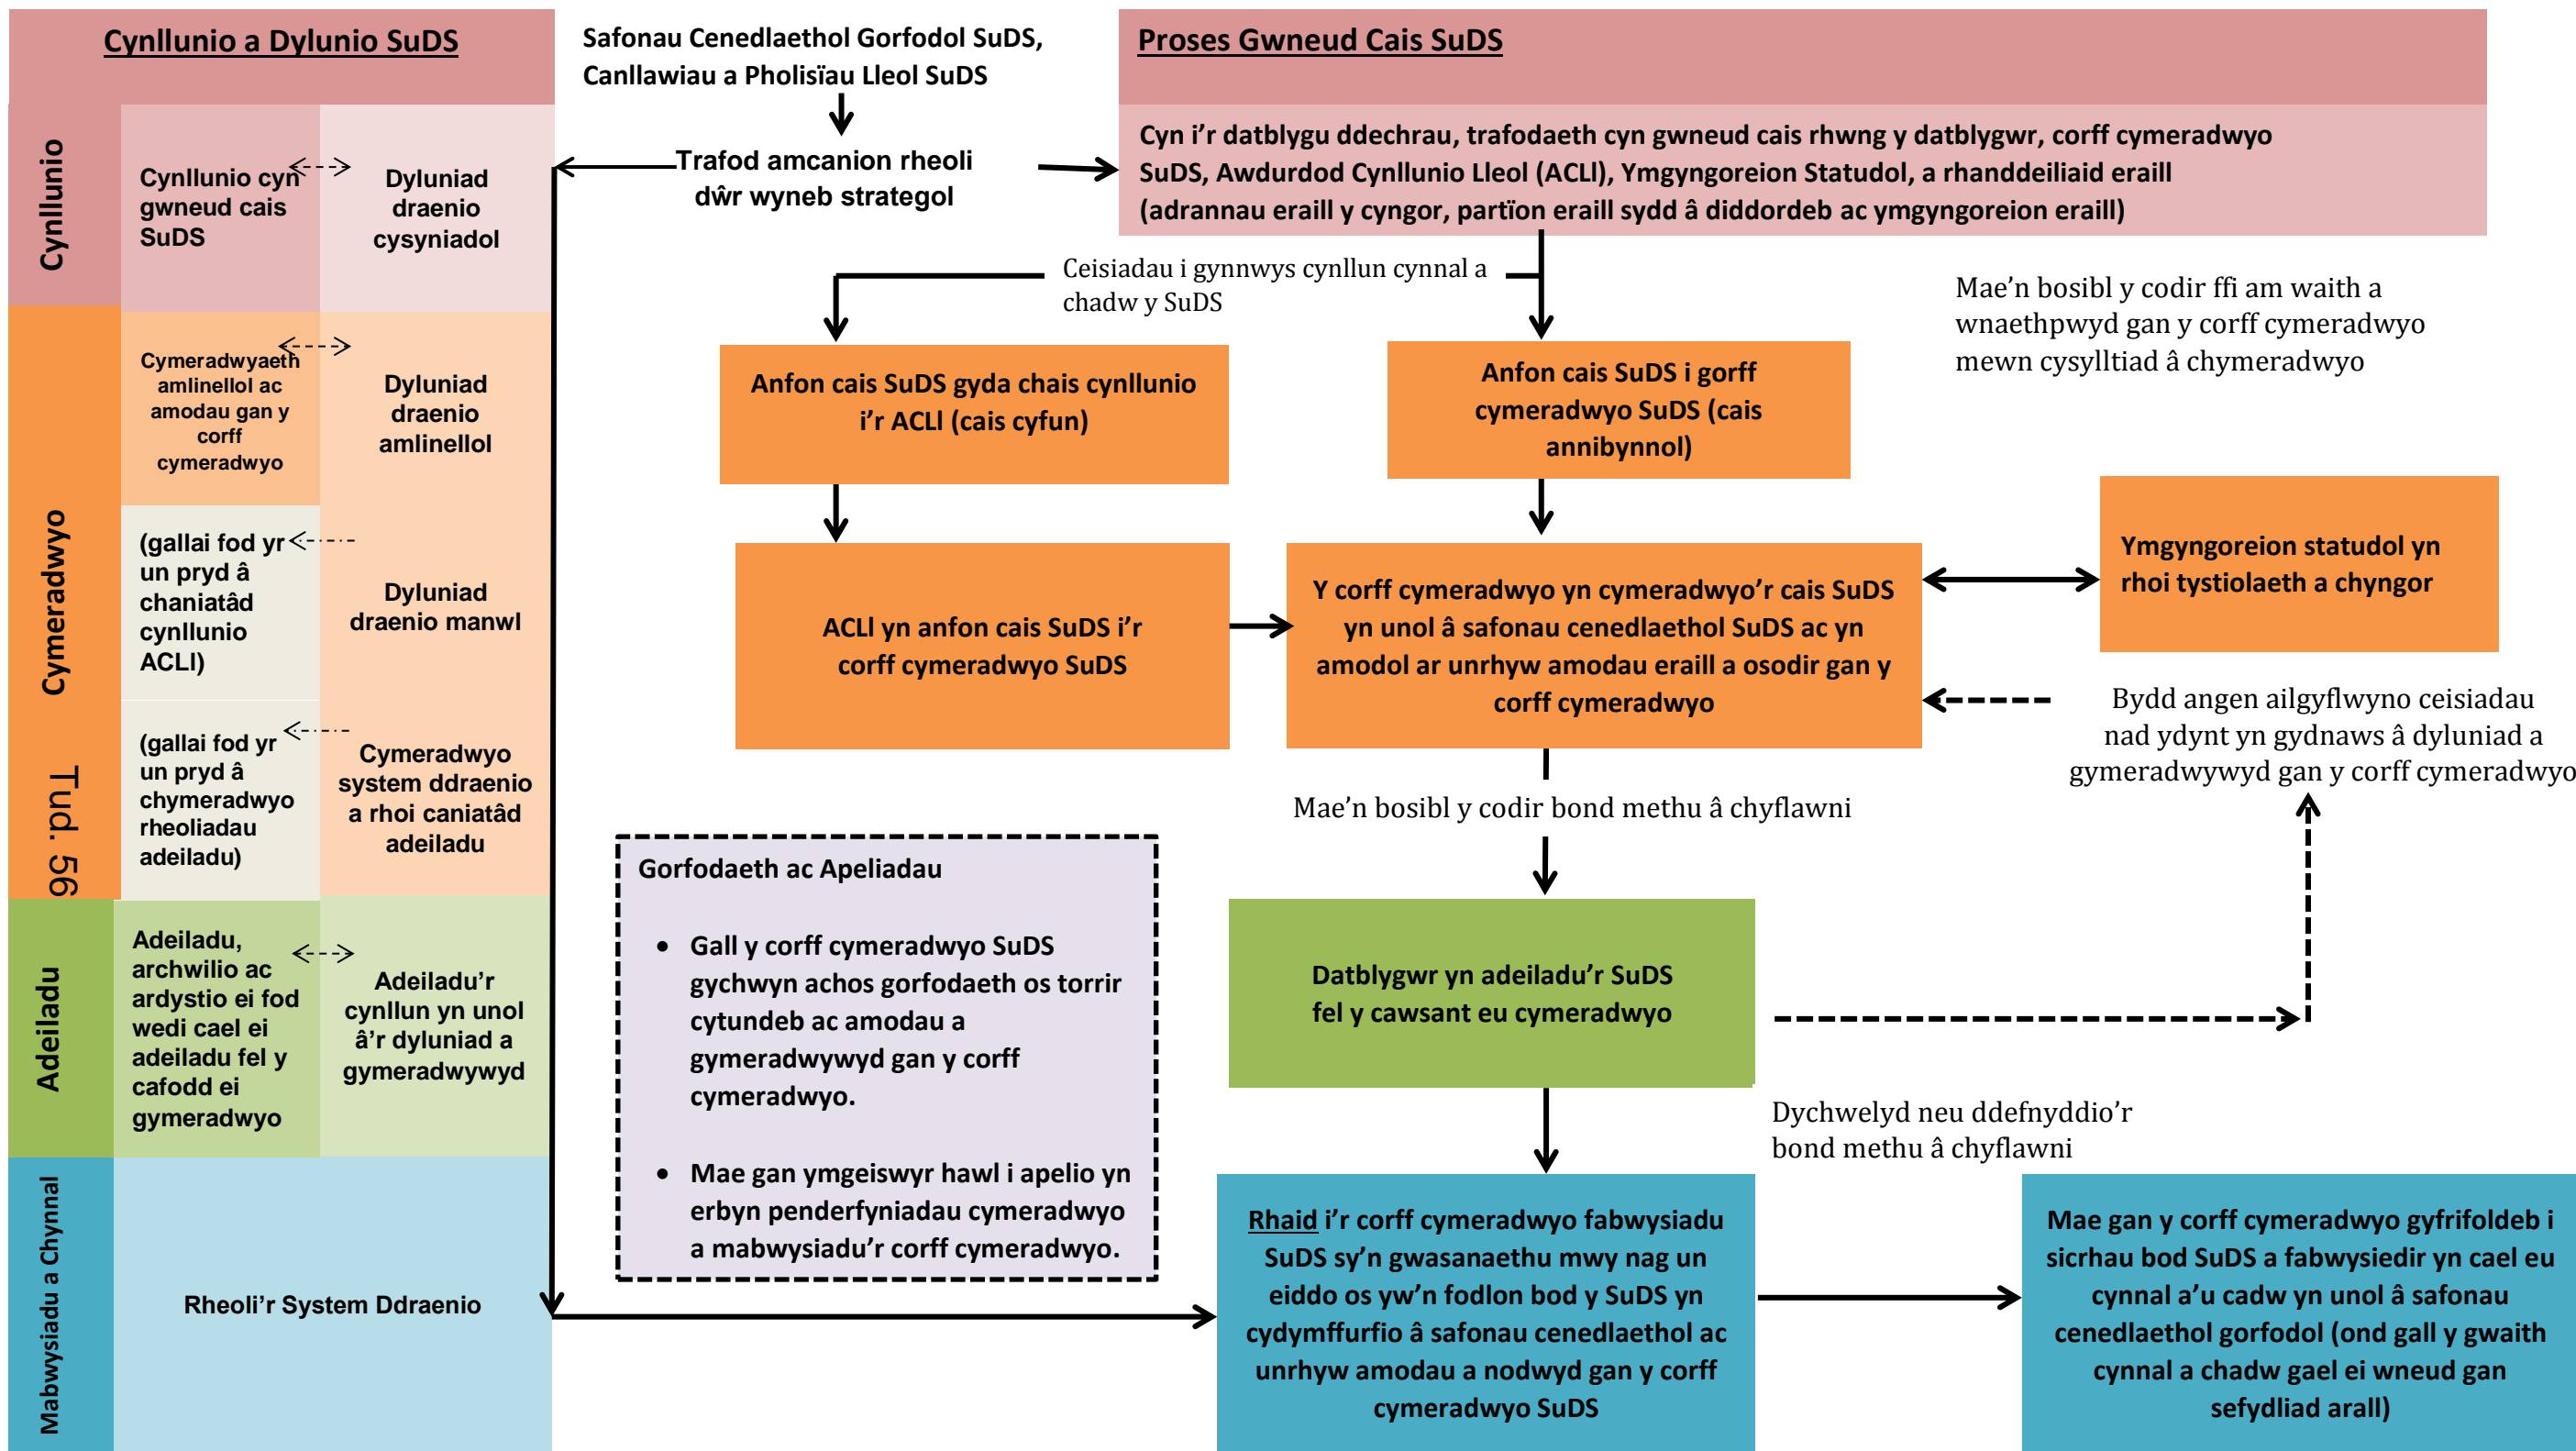 Cynllunio a Dylunio SuDS
Cynllunio
Cynllunio cyn
gwneud cais
SuDS
Dyluniad
draenio
cysyniadol
Cymeradwyo
Cymeradwyaeth
amlinellol ac
amodau gan y
corff
cymeradwyo
Dyluniad
draenio
amlinellol
(gallai fod yr
un pryd â
chaniatâd
cynllunio
ACLI)
Dyluniad
draenio manwl
(gallai fod yr
un pryd â
chymeradwyo
rheoliadau
adeiladu)
Cymeradwyo
system ddraenio
a rhoi caniatâd
adeiladu
Tud. 56
Adeiladu
Adeiladu,
archwilio ac
ardystio ei fod
wedi cael ei
adeiladu fel y
cafodd ei
gymeradwyo
Adeiladu’r
cynllun yn unol
â’r dyluniad a
gymeradwywyd
Mabwysiadu a Chynnal
Rheoli’r System Ddraenio
Safonau Cenedlaethol Gorfodol SuDS,
Canllawiau a Pholisïau Lleol SuDS
Trafod amcanion rheoli
dŵr wyneb strategol
Proses Gwneud Cais SuDS
Cyn i’r datblygu ddechrau, trafodaeth cyn gwneud cais rhwng y datblygwr, corff cymeradwyo
SuDS, Awdurdod Cynllunio Lleol (ACLl), Ymgyngoreion Statudol, a rhanddeiliaid eraill
(adrannau eraill y cyngor, partïon eraill sydd â diddordeb ac ymgyngoreion eraill)
Ceisiadau i gynnwys cynllun cynnal a
chadw y SuDS
Mae’n bosibl y codir ffi am waith a
wnaethpwyd gan y corff cymeradwyo
mewn cysylltiad â chymeradwyo
Anfon cais SuDS gyda chais cynllunio
i’r ACLl (cais cyfun)
Anfon cais SuDS i gorff
cymeradwyo SuDS (cais
annibynnol)
ACLl yn anfon cais SuDS i’r
corff cymeradwyo SuDS
Y corff cymeradwyo yn cymeradwyo’r cais SuDS
yn unol â safonau cenedlaethol SuDS ac yn
amodol ar unrhyw amodau eraill a osodir gan y
corff cymeradwyo
Ymgyngoreion statudol yn
rhoi tystiolaeth a chyngor
Bydd angen ailgyflwyno ceisiadau
nad ydynt yn gydnaws â dyluniad a
gymeradwywyd gan y corff cymeradwyo
Mae’n bosibl y codir bond methu â chyflawni
Gorfodaeth ac Apeliadau
• Gall y corff cymeradwyo SuDS
gychwyn achos gorfodaeth os torrir
cytundeb ac amodau a
gymeradwywyd gan y corff
cymeradwyo.
• Mae gan ymgeiswyr hawl i apelio yn
erbyn penderfyniadau cymeradwyo
a mabwysiadu’r corff cymeradwyo.
Datblygwr yn adeiladu’r SuDS
fel y cawsant eu cymeradwyo
Dychwelyd neu ddefnyddio’r
bond methu â chyflawni
Rhaid i’r corff cymeradwyo fabwysiadu
SuDS sy’n gwasanaethu mwy nag un
eiddo os yw’n fodlon bod y SuDS yn
cydymffurfio â safonau cenedlaethol ac
unrhyw amodau a nodwyd gan y corff
cymeradwyo SuDS
Mae gan y corff cymeradwyo gyfrifoldeb i
sicrhau bod SuDS a fabwysiedir yn cael eu
cynnal a’u cadw yn unol â safonau
cenedlaethol gorfodol (ond gall y gwaith
cynnal a chadw gael ei wneud gan
sefydliad arall)